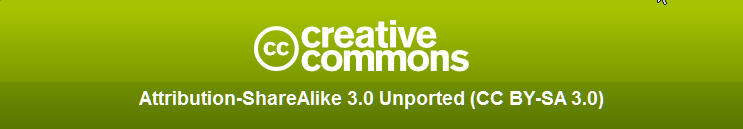 cc creative
commons
Attribution-ShareAlike 3.0 Unported (CC BY-SA 3.0)